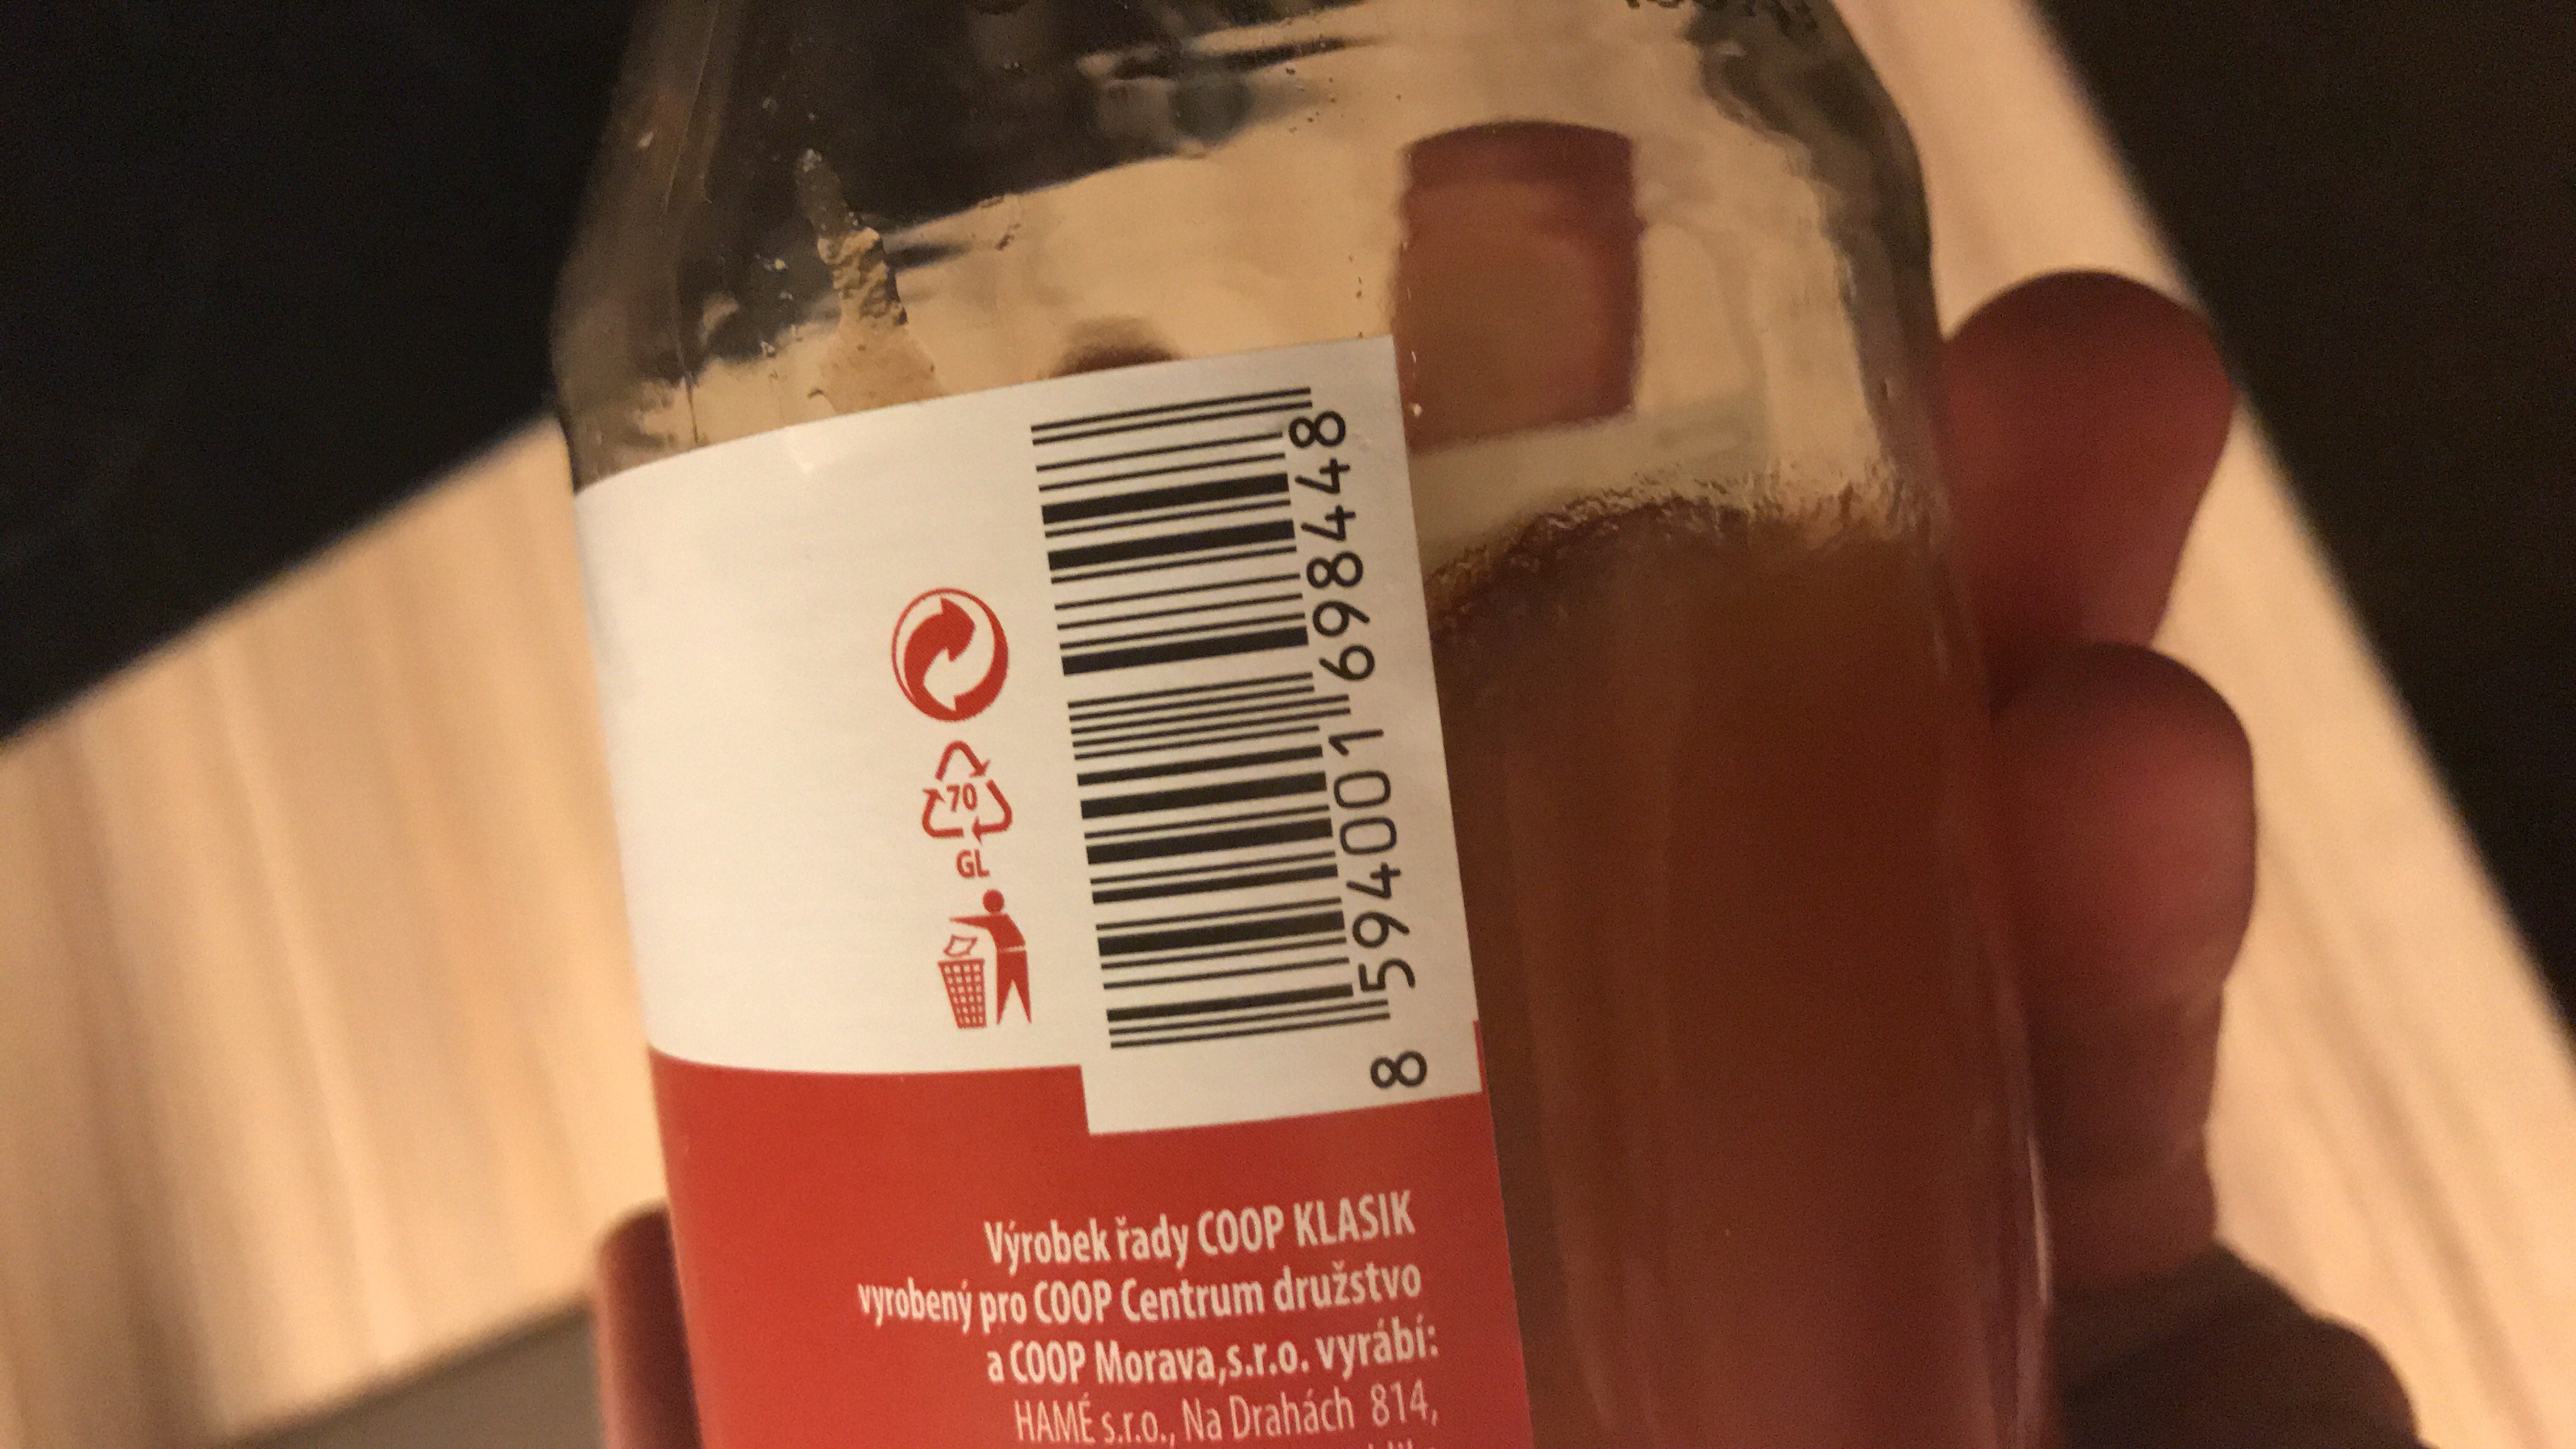 8 594001 698448
70
GL
Výrobek řady COOP KLASIK
vyrobený pro COOP Centrum družstvo
a COOP Morava,s.r.o. vyrábí:
HAMÉ s.r.o., Na Drahách 814,